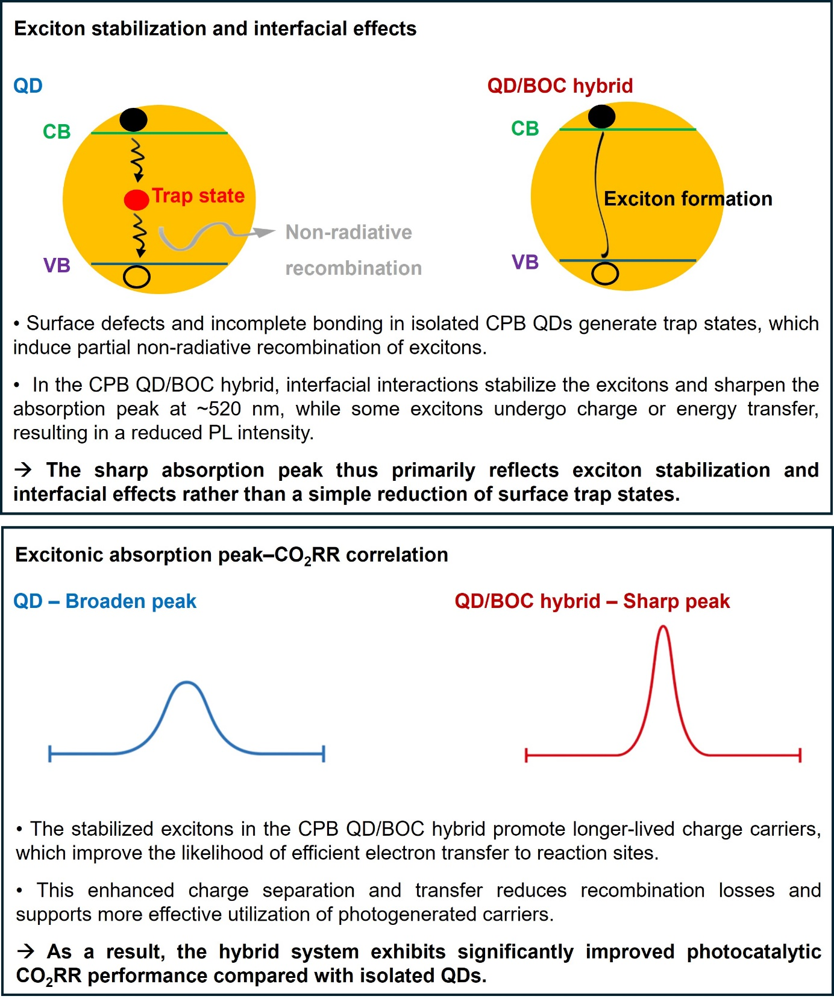 Exciton stabilization and interfacial effects
QD
QD/BOC hybrid
CB
Trap state
Non-radiative
recombination
VB
CB
Exciton formation
VB
• Surface defects and incomplete bonding in isolated CPB QDs generate trap states, which
induce partial non-radiative recombination of excitons.
• In the CPB QD/BOC hybrid, interfacial interactions stabilize the excitons and sharpen the
absorption peak at ~520 nm, while some excitons undergo charge or energy transfer,
resulting in a reduced PL intensity.
→ The sharp absorption peak thus primarily reflects exciton stabilization and
interfacial effects rather than a simple reduction of surface trap states.
Excitonic absorption peak–CO₂RR correlation
QD – Broaden peak
QD/BOC hybrid – Sharp peak
• The stabilized excitons in the CPB QD/BOC hybrid promote longer-lived charge carriers,
which improve the likelihood of efficient electron transfer to reaction sites.
• This enhanced charge separation and transfer reduces recombination losses and
supports more effective utilization of photogenerated carriers.
→ As a result, the hybrid system exhibits significantly improved photocatalytic
CO₂RR performance compared with isolated QDs.